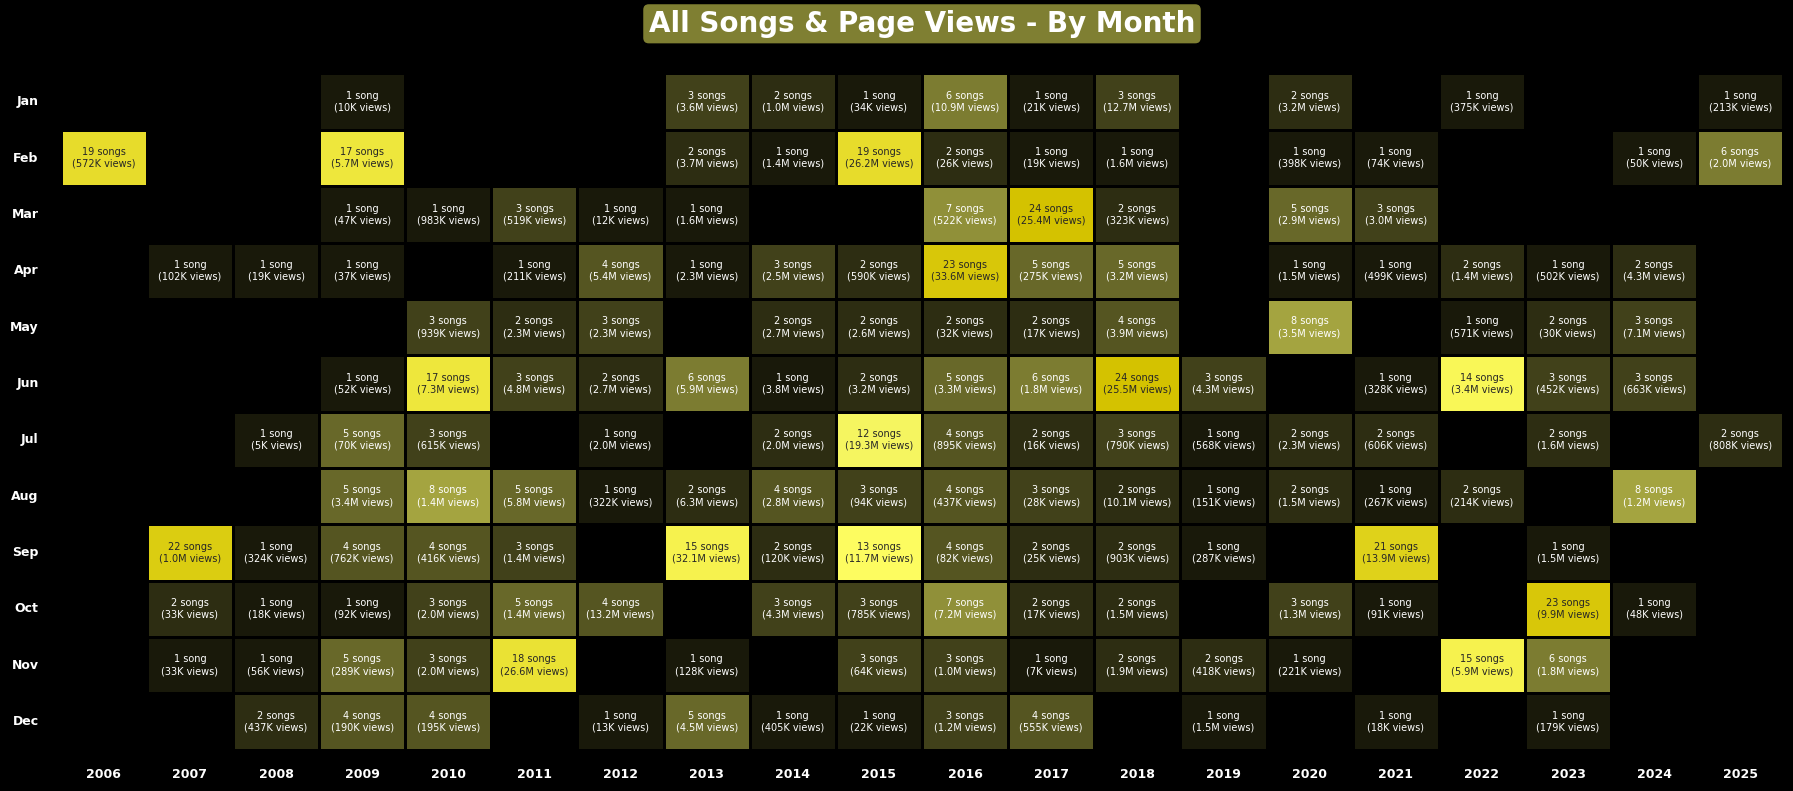 All Songs & Page Views - By Month
Jan
1 song
(10K views)
3 songs
(3.6M views)
2 songs
(1.0M views)
1 song
(34K views)
6 songs
(10.9M views)
1 song
(21K views)
3 songs
(12.7M views)
2 songs
(3.2M views)
1 song
(375K views)
1 song
(213K views)
Feb
19 songs
(572K views)
17 songs
(5.7M views)
2 songs
(3.7M views)
1 song
(1.4M views)
19 songs
(26.2M views)
2 songs
(26K views)
1 song
(19K views)
1 song
(1.6M views)
1 song
(398K views)
1 song
(74K views)
1 song
(50K views)
6 songs
(2.0M views)
Mar
1 song
(47K views)
1 song
(983K views)
3 songs
(519K views)
1 song
(12K views)
1 song
(1.6M views)
7 songs
(522K views)
24 songs
(25.4M views)
2 songs
(323K views)
5 songs
(2.9M views)
3 songs
(3.0M views)
Apr
1 song
(102K views)
1 song
(19K views)
1 song
(37K views)
1 song
(211K views)
4 songs
(5.4M views)
1 song
(2.3M views)
3 songs
(2.5M views)
2 songs
(590K views)
23 songs
(33.6M views)
5 songs
(275K views)
5 songs
(3.2M views)
1 song
(1.5M views)
1 song
(499K views)
2 songs
(1.4M views)
1 song
(502K views)
2 songs
(4.3M views)
May
3 songs
(939K views)
2 songs
(2.3M views)
3 songs
(2.3M views)
2 songs
(2.7M views)
2 songs
(2.6M views)
2 songs
(32K views)
2 songs
(17K views)
4 songs
(3.9M views)
8 songs
(3.5M views)
1 song
(571K views)
2 songs
(30K views)
3 songs
(7.1M views)
Jun
1 song
(52K views)
17 songs
(7.3M views)
3 songs
(4.8M views)
2 songs
(2.7M views)
6 songs
(5.9M views)
1 song
(3.8M views)
2 songs
(3.2M views)
5 songs
(3.3M views)
6 songs
(1.8M views)
24 songs
(25.5M views)
3 songs
(4.3M views)
1 song
(328K views)
14 songs
(3.4M views)
3 songs
(452K views)
3 songs
(663K views)
Jul
1 song
(5K views)
5 songs
(70K views)
3 songs
(615K views)
1 song
(2.0M views)
2 songs
(2.0M views)
12 songs
(19.3M views)
4 songs
(895K views)
2 songs
(16K views)
3 songs
(790K views)
1 song
(568K views)
2 songs
(2.3M views)
2 songs
(606K views)
2 songs
(1.6M views)
2 songs
(808K views)
Aug
5 songs
(3.4M views)
8 songs
(1.4M views)
5 songs
(5.8M views)
1 song
(322K views)
2 songs
(6.3M views)
4 songs
(2.8M views)
3 songs
(94K views)
4 songs
(437K views)
3 songs
(28K views)
2 songs
(10.1M views)
1 song
(151K views)
2 songs
(1.5M views)
1 song
(267K views)
2 songs
(214K views)
8 songs
(1.2M views)
Sep
22 songs
(1.0M views)
1 song
(324K views)
4 songs
(762K views)
4 songs
(416K views)
3 songs
(1.4M views)
15 songs
(32.1M views)
2 songs
(120K views)
13 songs
(11.7M views)
4 songs
(82K views)
2 songs
(25K views)
2 songs
(903K views)
1 song
(287K views)
21 songs
(13.9M views)
1 song
(1.5M views)
Oct
2 songs
(33K views)
1 song
(18K views)
1 song
(92K views)
3 songs
(2.0M views)
5 songs
(1.4M views)
4 songs
(13.2M views)
3 songs
(4.3M views)
3 songs
(785K views)
7 songs
(7.2M views)
2 songs
(17K views)
2 songs
(1.5M views)
3 songs
(1.3M views)
1 song
(91K views)
23 songs
(9.9M views)
1 song
(48K views)
Nov
1 song
(33K views)
1 song
(56K views)
5 songs
(289K views)
3 songs
(2.0M views)
18 songs
(26.6M views)
1 song
(128K views)
3 songs
(64K views)
3 songs
(1.0M views)
1 song
(7K views)
2 songs
(1.9M views)
2 songs
(418K views)
1 song
(221K views)
15 songs
(5.9M views)
6 songs
(1.8M views)
Dec
2 songs
(437K views)
4 songs
(190K views)
4 songs
(195K views)
1 song
(13K views)
5 songs
(4.5M views)
1 song
(405K views)
1 song
(22K views)
3 songs
(1.2M views)
4 songs
(555K views)
1 song
(1.5M views)
1 song
(18K views)
1 song
(179K views)
2006 2007 2008 2009 2010 2011 2012 2013 2014 2015 2016 2017 2018 2019 2020 2021 2022 2023 2024 2025